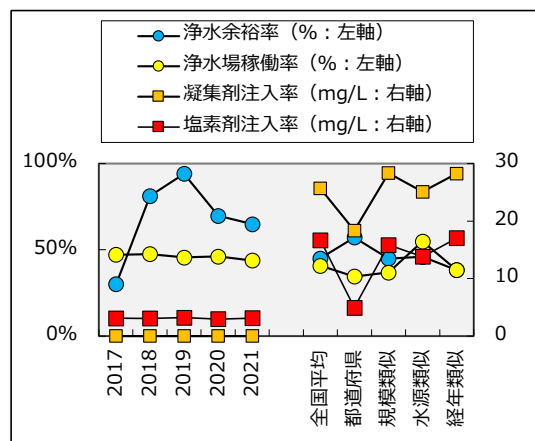 浄水余裕率（%：左軸）
浄水場稼働率（%：左軸）
凝集剤注入率（mg/L：右軸）
塩素剤注入率（mg/L：右軸）
100%
50%
0%
30
20
10
0
2017
2018
2019
2020
2021
全国平均
都道府県
規模類似
水源類似
経年類似